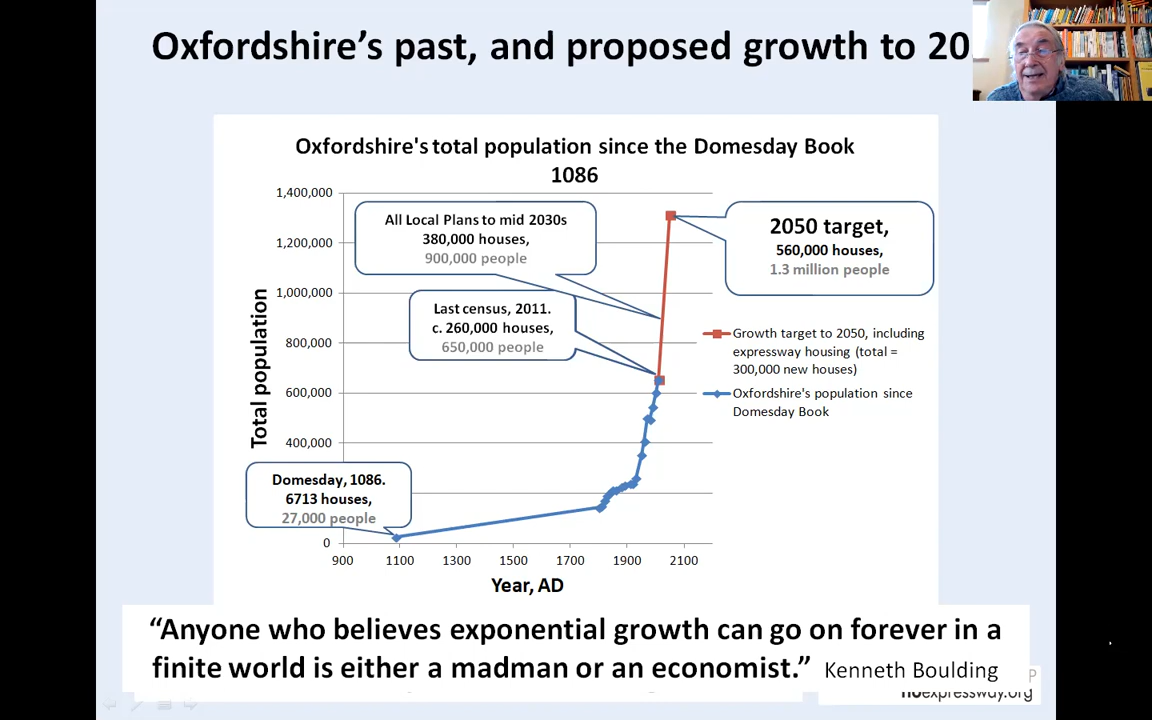 Oxfordshire's past, and proposed growth to 20
Oxfordshire's total population since the Domesday Book
1086
1,400,000
1,200,000
1,000,000
800,000
600,000
400,000
0
Total population
900
1100
1300
1500
1700
1900
2100
Year, AD
All Local Plans to mid 2030s
380,000 houses,
900,000 people
Last census, 2011.
c. 260,000 houses,
650,000 people
Domesday, 1086.
6713 houses,
27,000 people
2050 target,
560,000 houses,
1.3 million people
Growth target to 2050, including
expressway housing (total =
300,000 new houses)
Oxfordshire's population since
Domesday Book
“Anyone who believes exponential growth can go on forever in a
finite world is either a madman or an economist.” Kenneth Boulding
P
noexpressway.org